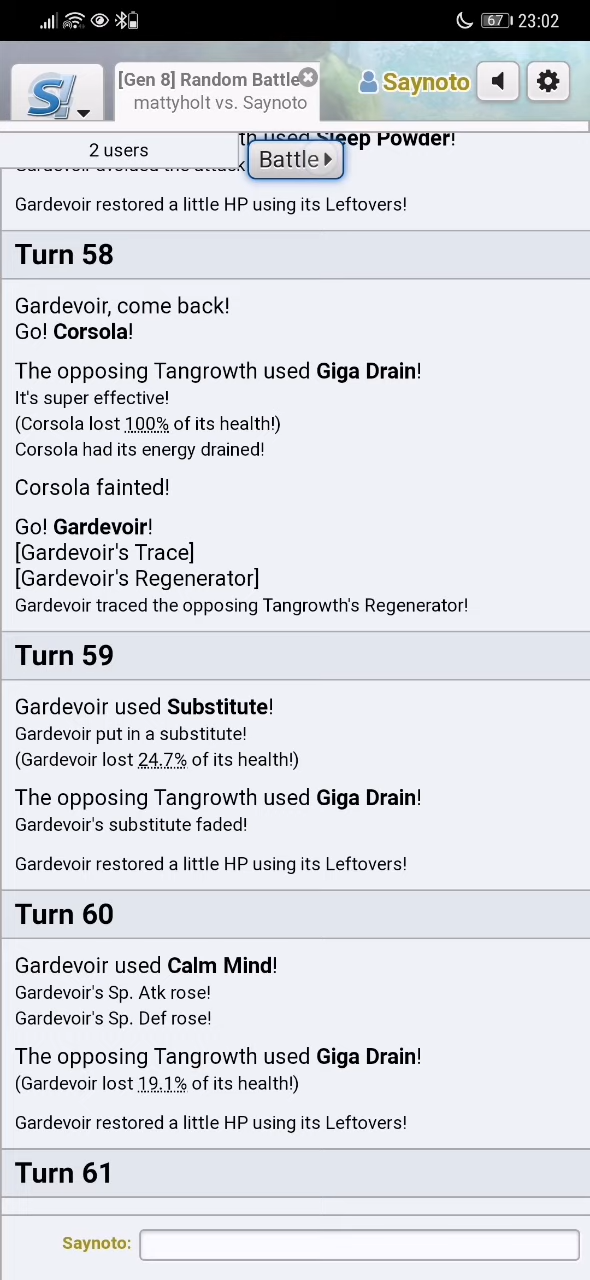 67
23:02
[Gen 8] Random Battle
mattyholt vs. Saynoto
Saynoto
S!
th used Sleep Powder!
2 users
Battle
Gardevoir avoided the attack
Gardevoir restored a little HP using its Leftovers!
Turn 58
Gardevoir, come back!
Go! Corsola!
The opposing Tangrowth used Giga Drain!
It's super effective!
(Corsola lost 100% of its health!)
Corsola had its energy drained!
Corsola fainted!
Go! Gardevoir!
[Gardevoir's Trace]
[Gardevoir's Regenerator]
Gardevoir traced the opposing Tangrowth's Regenerator!
Turn 59
Gardevoir used Substitute!
Gardevoir put in a substitute!
(Gardevoir lost 24.7% of its health!)
The opposing Tangrowth used Giga Drain!
Gardevoir's substitute faded!
Gardevoir restored a little HP using its Leftovers!
Turn 60
Gardevoir used Calm Mind!
Gardevoir's Sp. Atk rose!
Gardevoir's Sp. Def rose!
The opposing Tangrowth used Giga Drain!
(Gardevoir lost 19.1% of its health!)
Gardevoir restored a little HP using its Leftovers!
Turn 61
Saynoto: